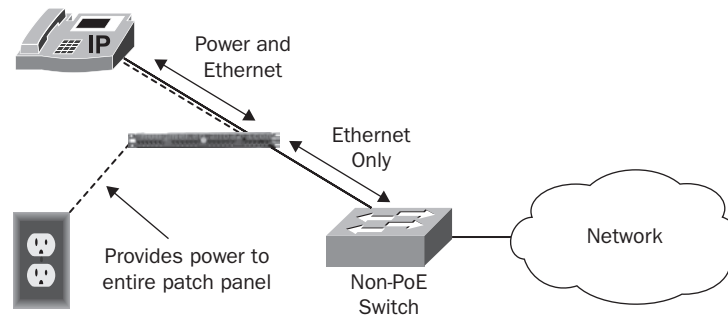 IP
Power and
Ethernet
Ethernet
Only
Provides power to
entire patch panel
Non-PoE
Switch
Network